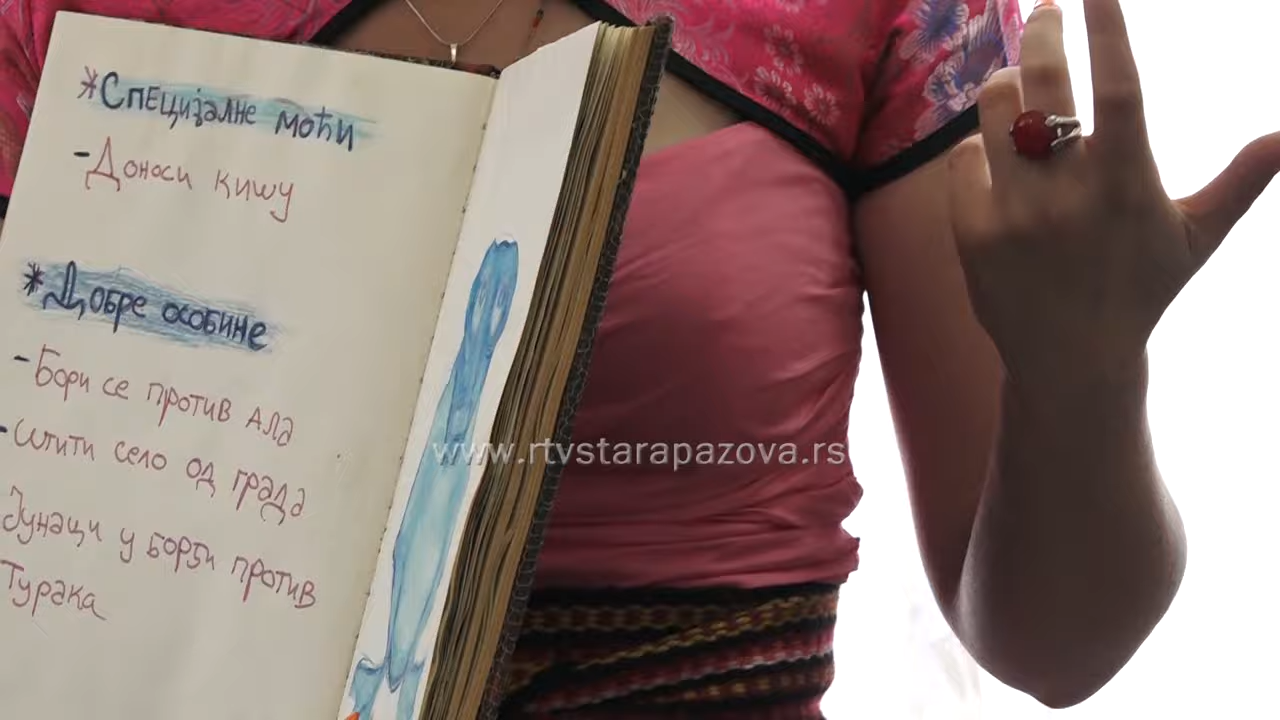 *Специјалне моћи
-Доноси кишу
*Добре особине
-Бори се против ала
-штити село од града
Јунаци у борби против
Турака
www.rtvstarapazova.rs